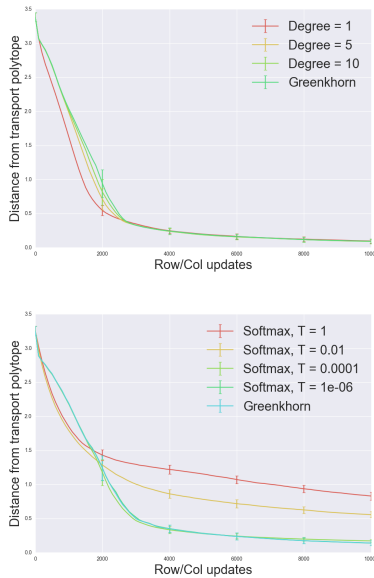 3.5
3.0
2.5
2.0
1.5
1.0
0.5
0.0
Distance from transport polytope
Degree = 1
Degree = 5
Degree = 10
Greenkhorn
0 2000 4000 6000 8000 1000
Row/Col updates
3.5
3.0
2.5
2.0
1.5
1.0
0.5
0.0
Distance from transport polytope
Softmax, T = 1
Softmax, T = 0.01
Softmax, T = 0.0001
Softmax, T = 1e-06
Greenkhorn
0 2000 4000 6000 8000 1000
Row/Col updates